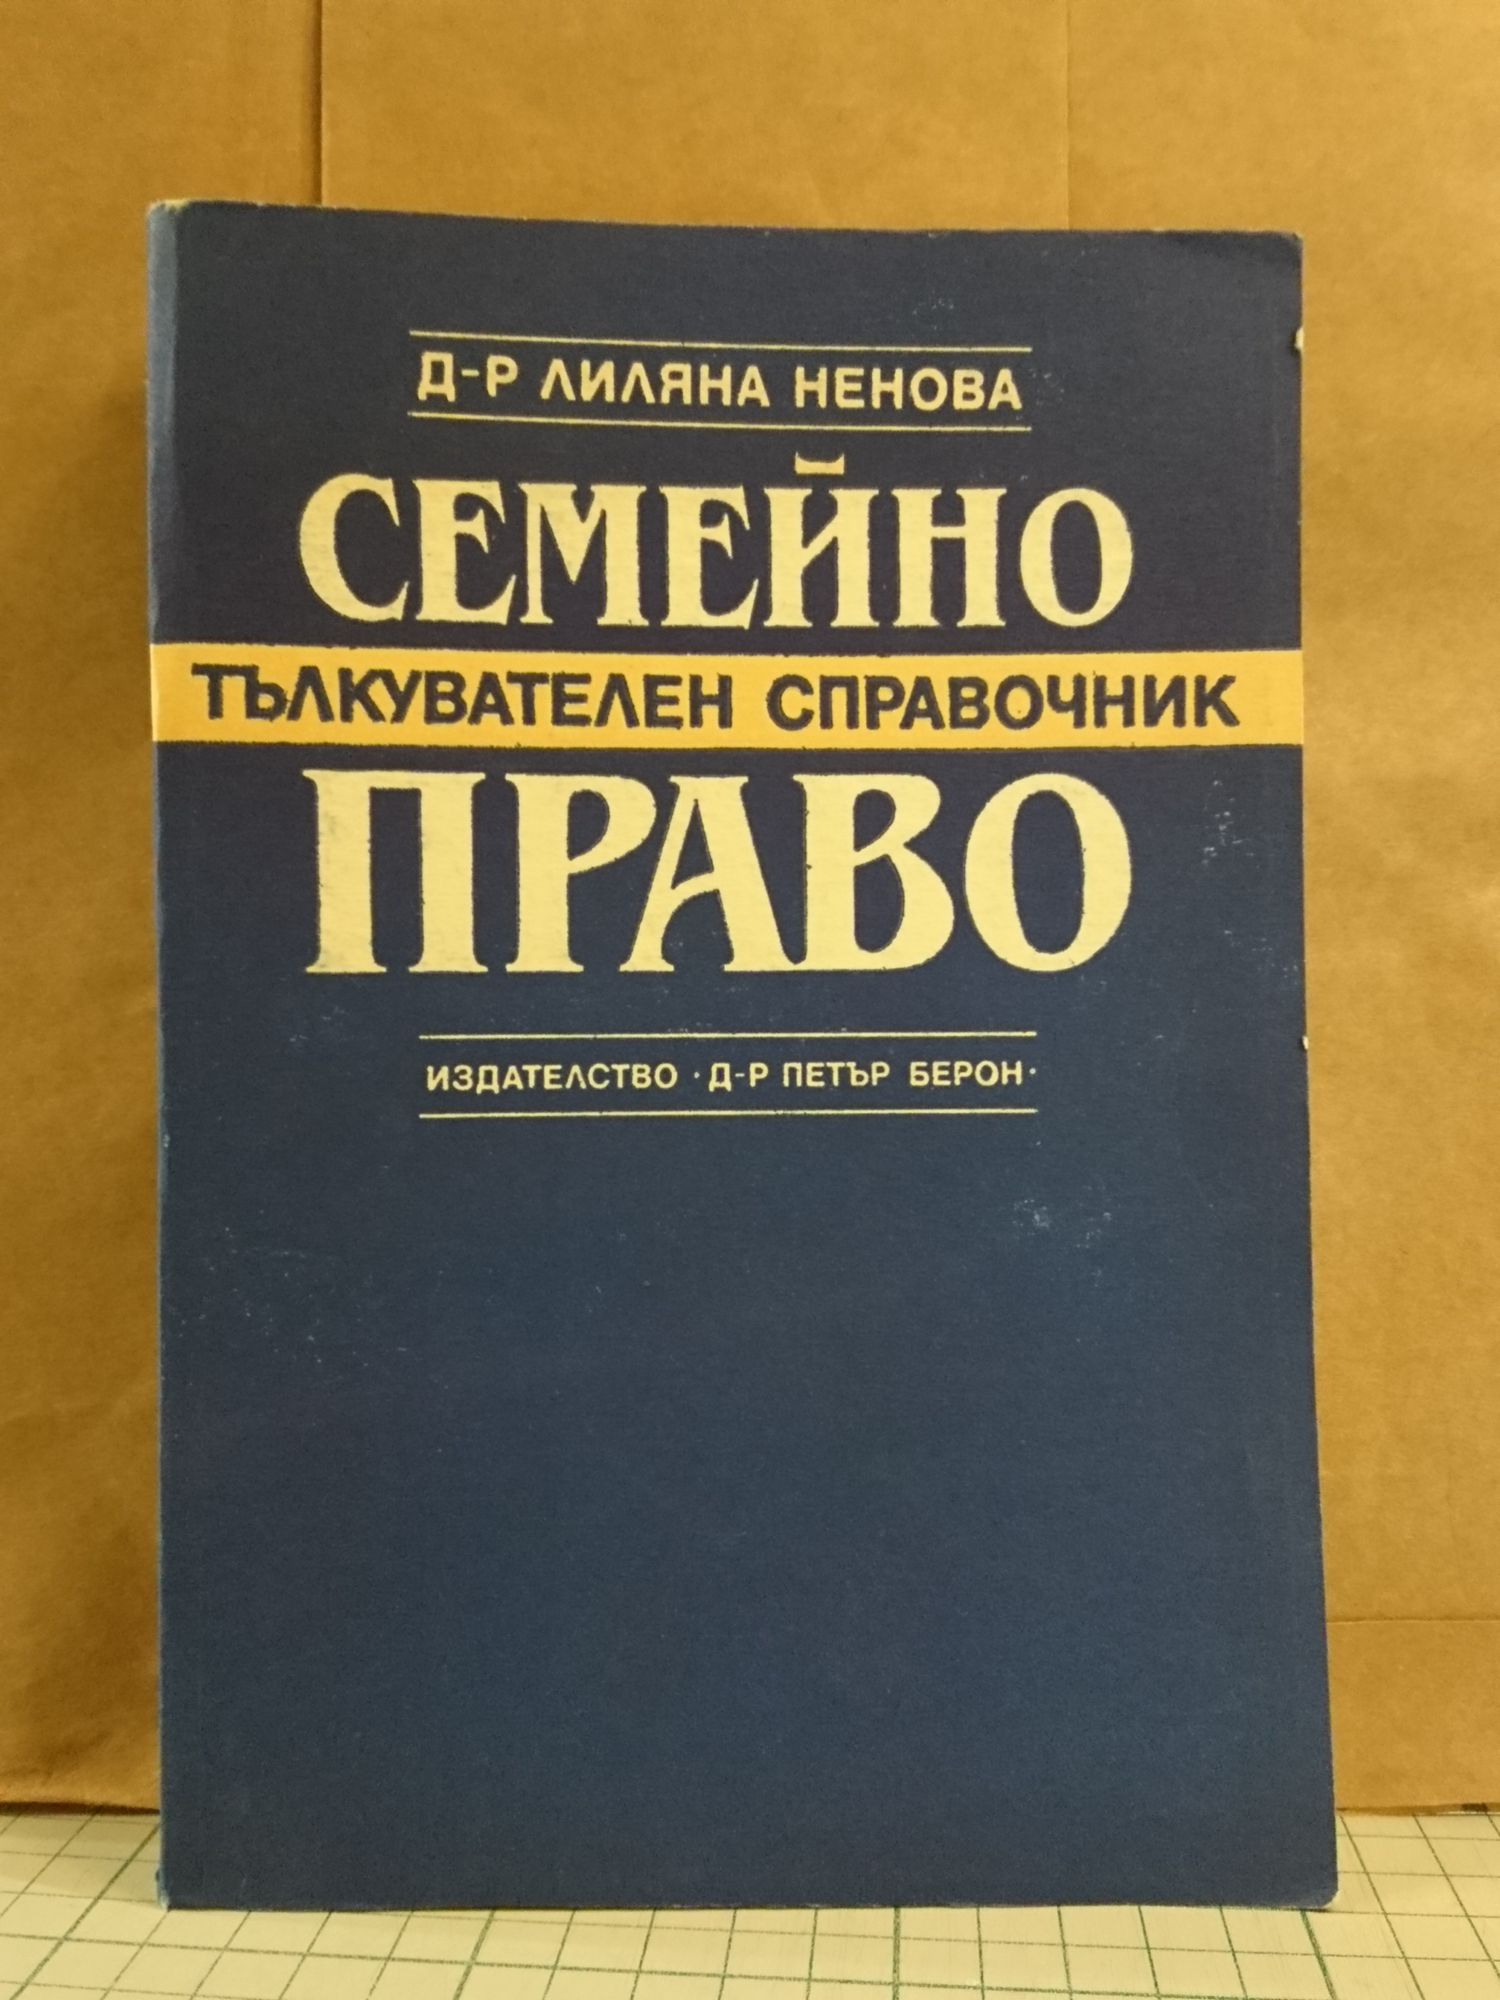 Д-Р ЛИЛЯНА НЕНОВА
СЕМЕЙНО
ТЪЛКУВАТЕЛЕН СПРАВОЧНИК
ПРАВО
ИЗДАТЕЛСТВО · Д-Р ПЕТЪР БЕРОН ·